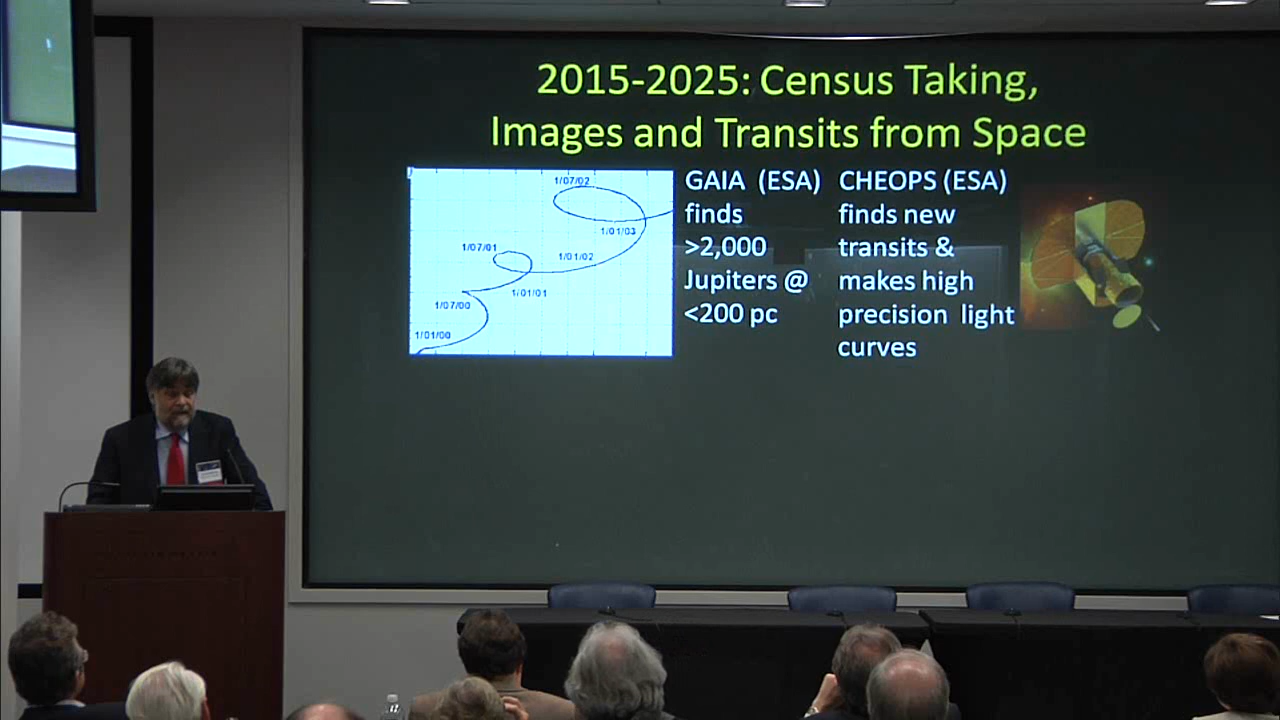 2015-2025: Census Taking,
Images and Transits from Space
1/07/02
1/01/03
1/07/01
1/01/02
1/01/01
1/07/00
1/01/00
GAIA (ESA)
finds
>2,000
Jupiters @
<200 pc
CHEOPS (ESA)
finds new
transits &
makes high
precision light
curves